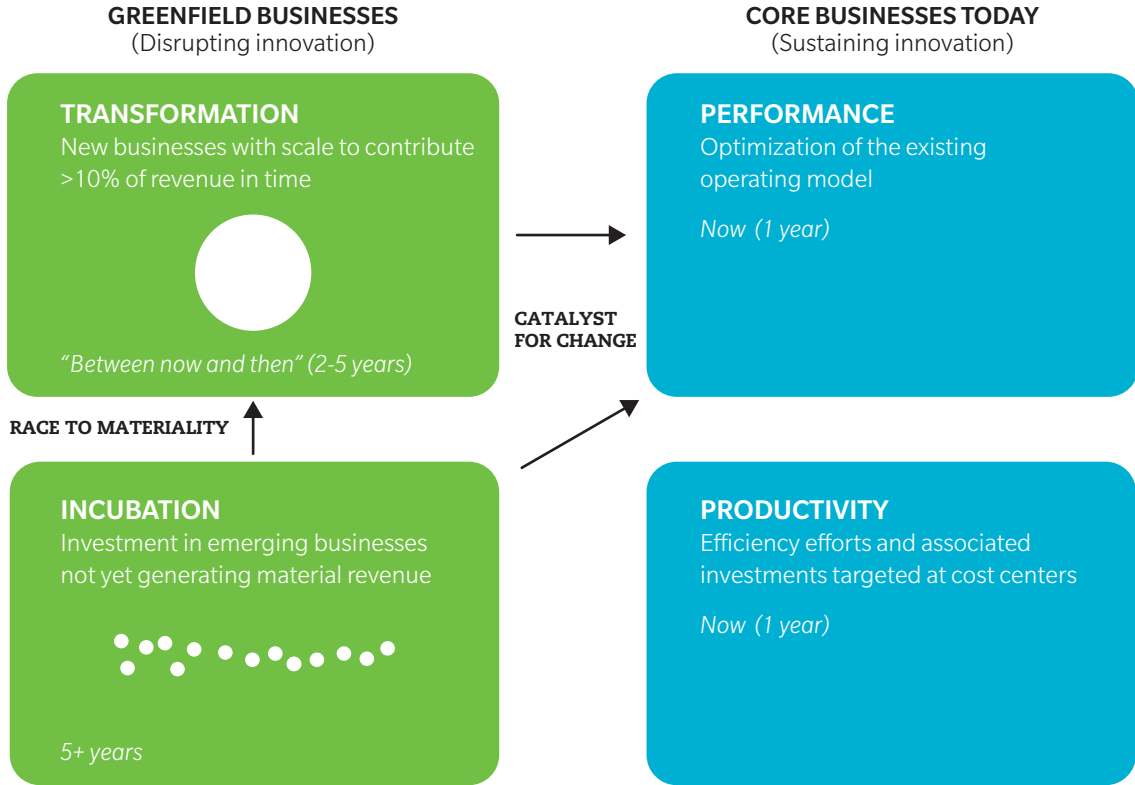 GREENFIELD BUSINESSES
(Disrupting innovation)
CORE BUSINESSES TODAY
(Sustaining innovation)
TRANSFORMATION
New businesses with scale to contribute
>10% of revenue in time
“Between now and then” (2-5 years)
PERFORMANCE
Optimization of the existing
operating model
Now (1 year)
CATALYST
FOR CHANGE
RACE TO MATERIALITY
INCUBATION
Investment in emerging businesses
not yet generating material revenue
5+ years
PRODUCTIVITY
Efficiency efforts and associated
investments targeted at cost centers
Now (1 year)